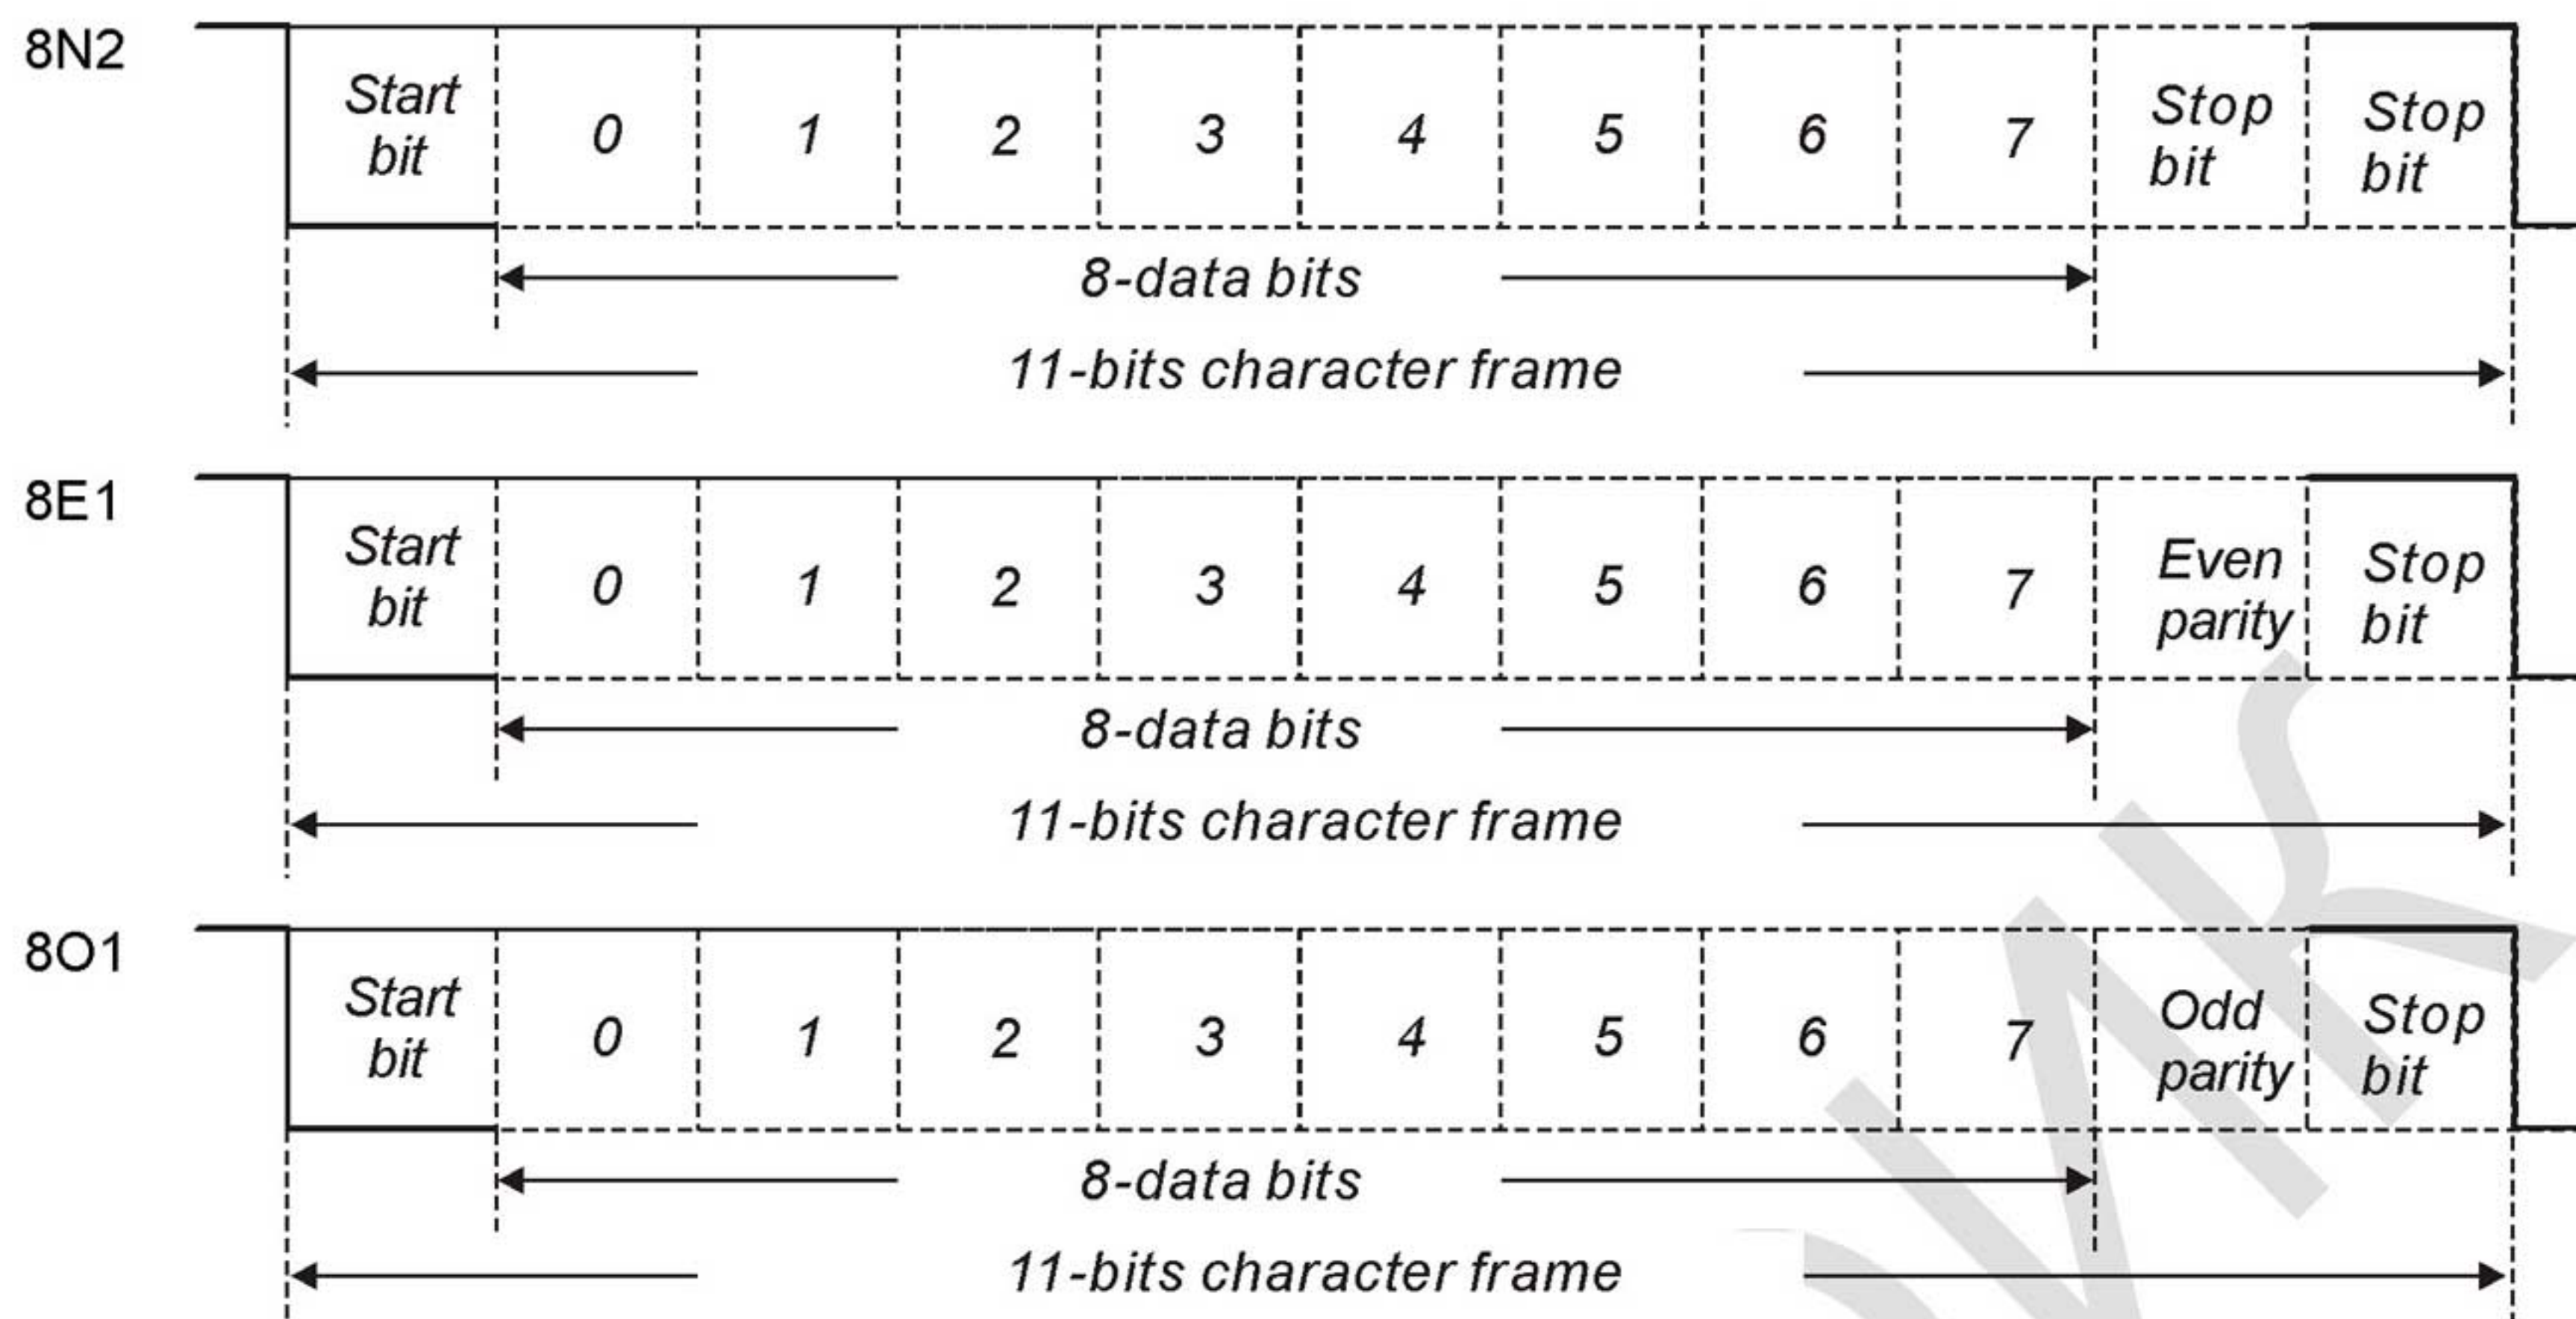 8N2
Start bit 0 1 2 3 4 5 6 7 Stop bit Stop bit
8-data bits
11-bits character frame
8E1
Start bit 0 1 2 3 4 5 6 7 Even parity Stop bit
8-data bits
11-bits character frame
8O1
Start bit 0 1 2 3 4 5 6 7 Odd parity Stop bit
8-data bits
11-bits character frame